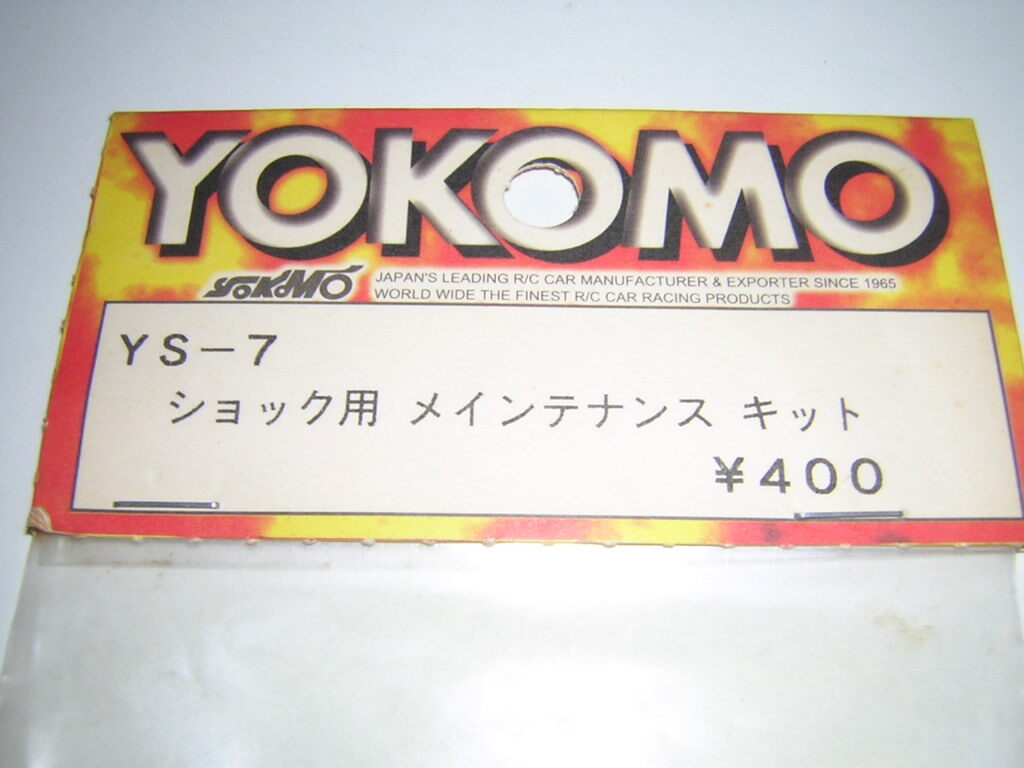 YOKOMO
YOKOMO
JAPAN'S LEADING R/C CAR MANUFACTURER & EXPORTER SINCE 1965
WORLD WIDE THE FINEST R/C CAR RACING PRODUCTS
YS-7
ショック用 メインテナンス キット
¥400